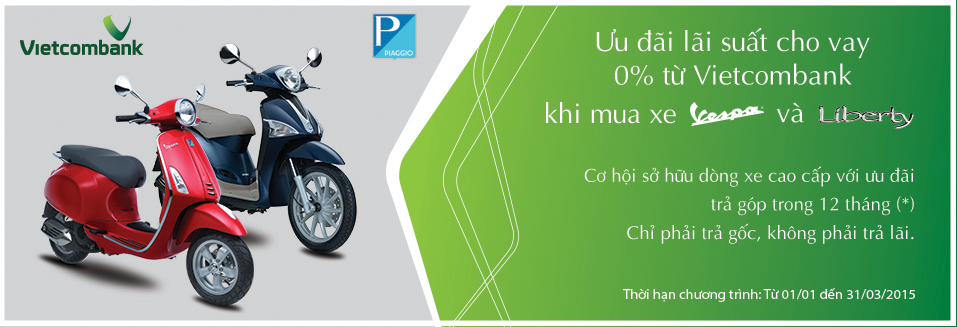 Vietcombank
P
PIAGGIO
Ưu đãi lãi suất cho vay
0% từ Vietcombank
khi mua xe Vespa và Liberty
Cơ hội sở hữu dòng xe cao cấp với ưu đãi
trả góp trong 12 tháng (*)
Chỉ phải trả gốc, không phải trả lãi.
Thời hạn chương trình: Từ 01/01 đến 31/03/2015
Vespa